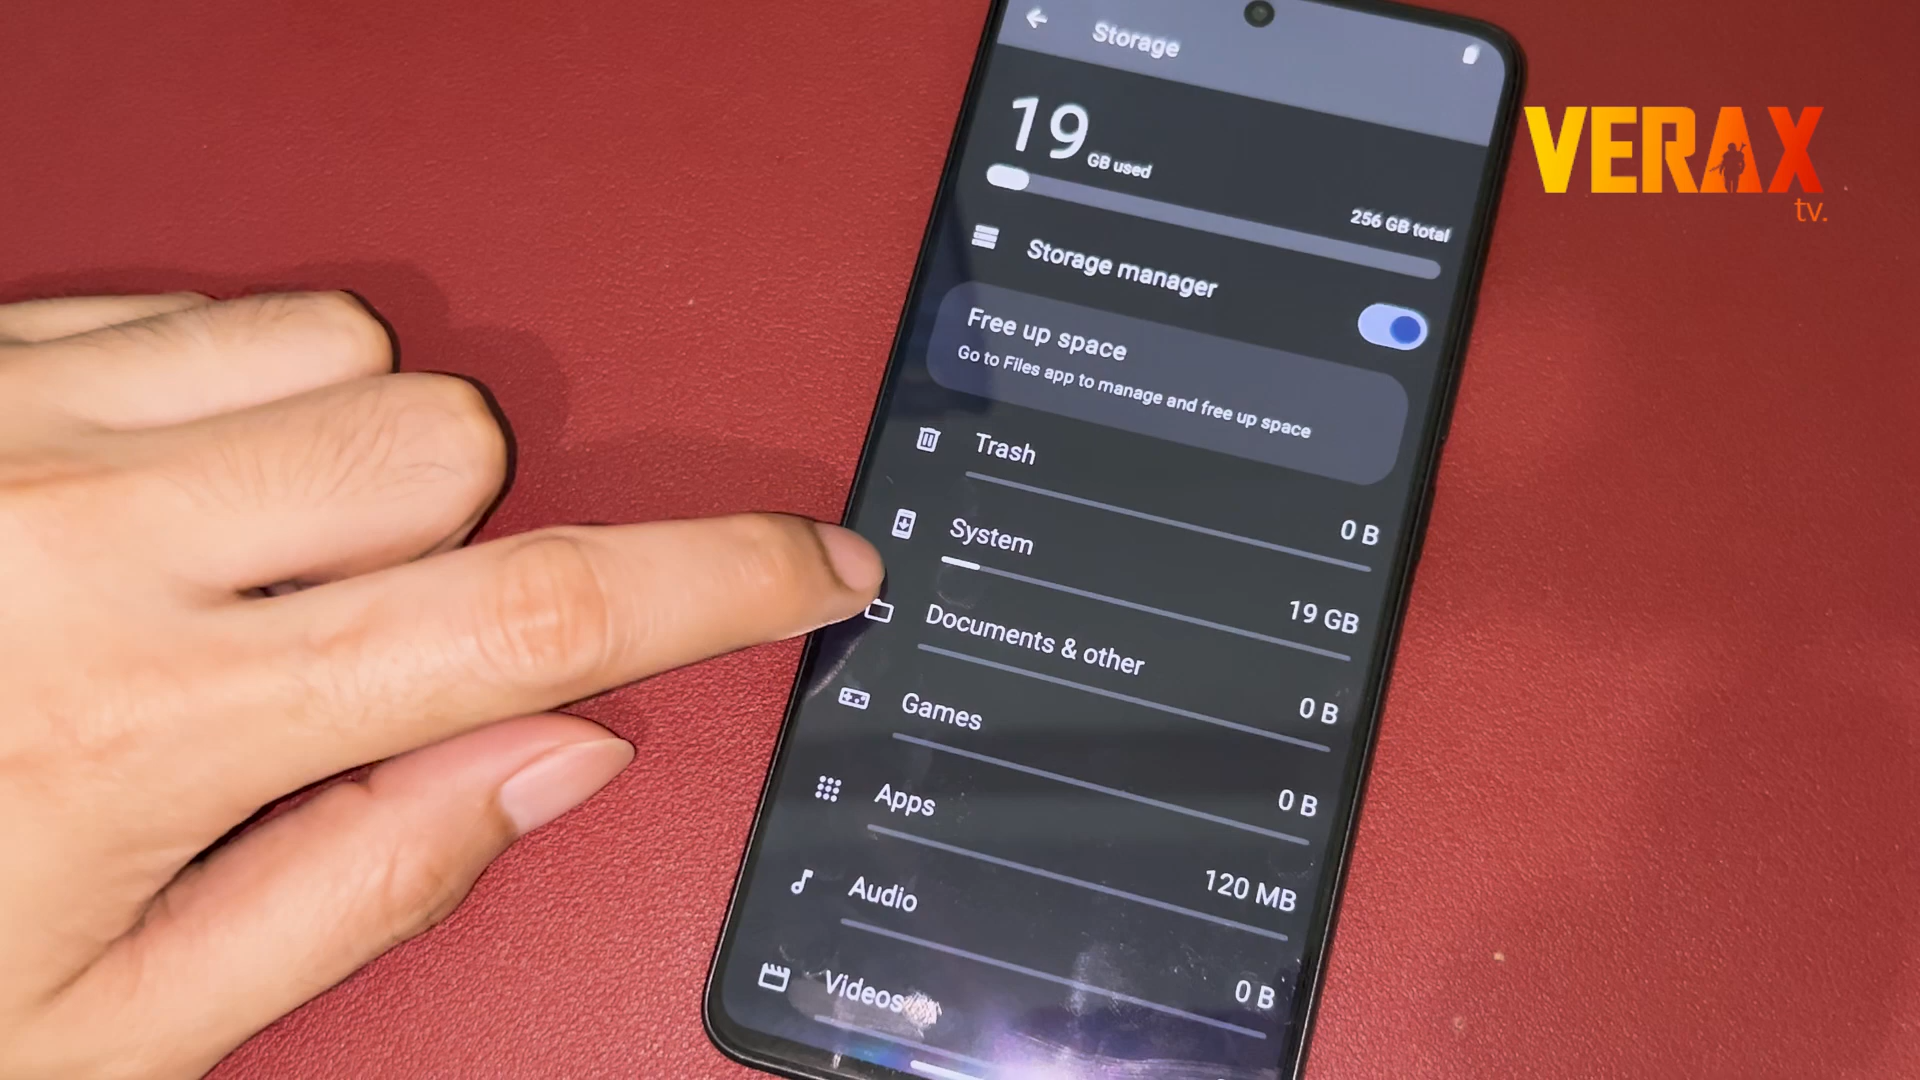 Storage
VERAX
tv.
19 GB used
256 GB total
Storage manager
Free up space
Go to Files app to manage and free up space
Trash
0 B
System
19 GB
Documents & other
0 B
Games
0 B
Apps
120 MB
Audio
0 B
Videos